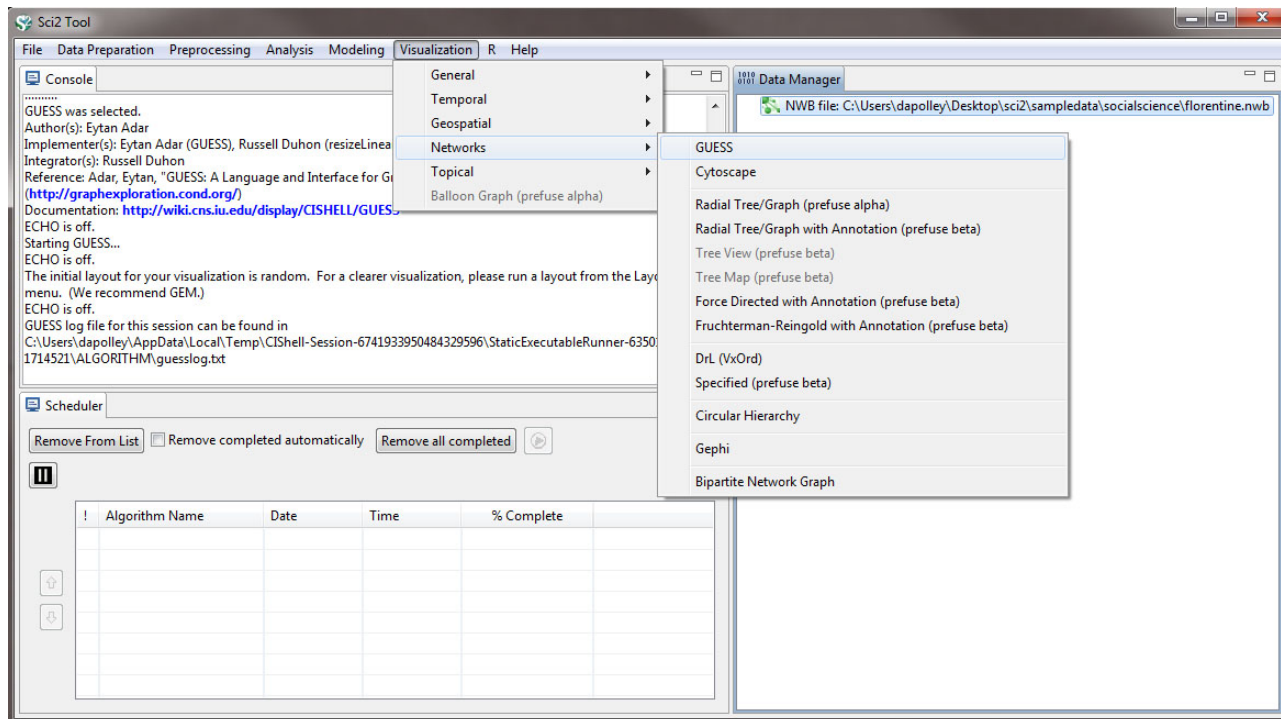 Sci2 Tool
File Data Preparation Preprocessing Analysis Modeling Visualization R Help
Console
..........
GUESS was selected.
Author(s): Eytan Adar
Implementer(s): Eytan Adar (GUESS), Russell Duhon (resizeLinea
Integrator(s): Russell Duhon
Reference: Adar, Eytan, "GUESS: A Language and Interface for Gr
(http://graphexploration.cond.org/)
Documentation: http://wiki.cns.iu.edu/display/CISHELL/GUESS
ECHO is off.
Starting GUESS...
ECHO is off.
The initial layout for your visualization is random. For a clearer visualization, please run a layout from the Layo
menu. (We recommend GEM.)
ECHO is off.
GUESS log file for this session can be found in
C:\Users\dapolley\AppData\Local\Temp\CIShell-Session-6741933950484329596\StaticExecutableRunner-6350
1714521\ALGORITHM\guesslog.txt
General
Temporal
Geospatial
Networks
Topical
Balloon Graph (prefuse alpha)
GUESS
Cytoscape
Radial Tree/Graph (prefuse alpha)
Radial Tree/Graph with Annotation (prefuse beta)
Tree View (prefuse beta)
Tree Map (prefuse beta)
Force Directed with Annotation (prefuse beta)
Fruchterman-Reingold with Annotation (prefuse beta)
DrL (VxOrd)
Specified (prefuse beta)
Circular Hierarchy
Gephi
Bipartite Network Graph
Data Manager
NWB file: C:\Users\dapolley\Desktop\sci2\sampledata\socialscience\florentine.nwb
Scheduler
Remove From List Remove completed automatically Remove all completed
! Algorithm Name Date Time % Complete